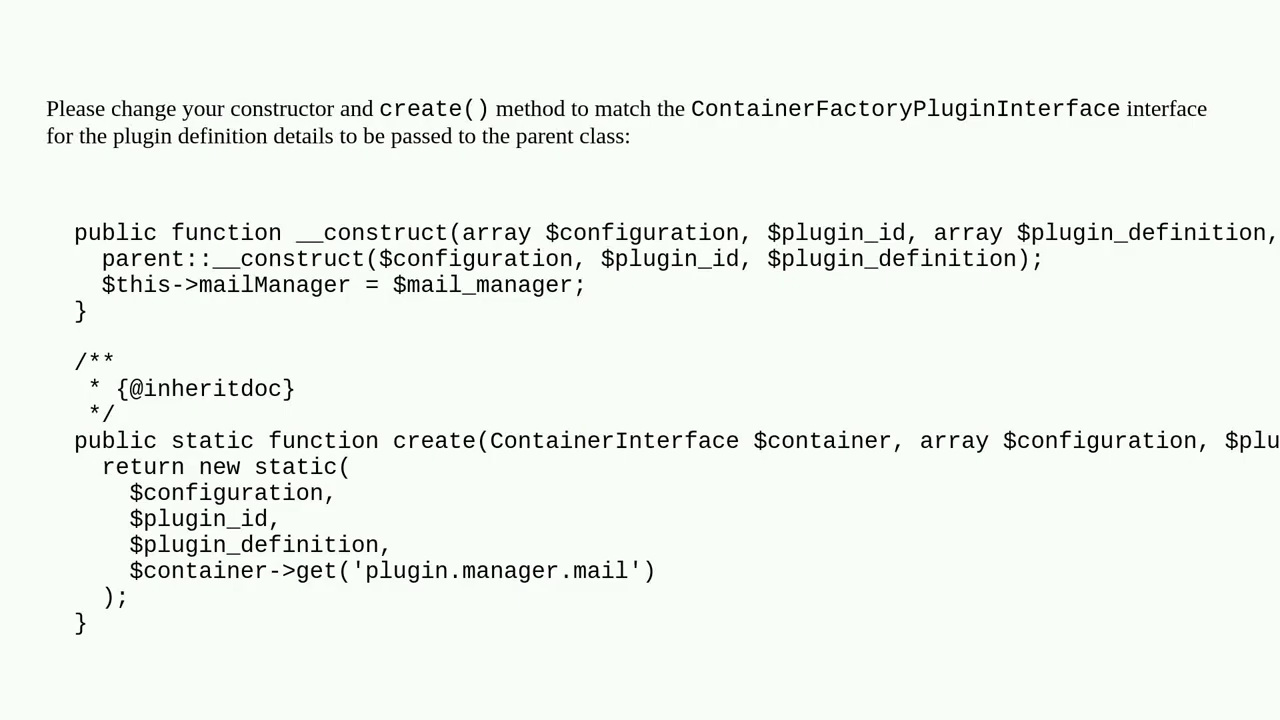 Please change your constructor and create() method to match the ContainerFactoryPluginInterface interface
for the plugin definition details to be passed to the parent class:
public function __construct(array $configuration, $plugin_id, array $plugin_definition,
parent::__construct($configuration, $plugin_id, $plugin_definition);
$this->mailManager = $mail_manager;
}
/**
* {@inheritdoc}
*/
public static function create(ContainerInterface $container, array $configuration, $plu
return new static(
$configuration,
$plugin_id,
$plugin_definition,
$container->get('plugin.manager.mail')
);
}